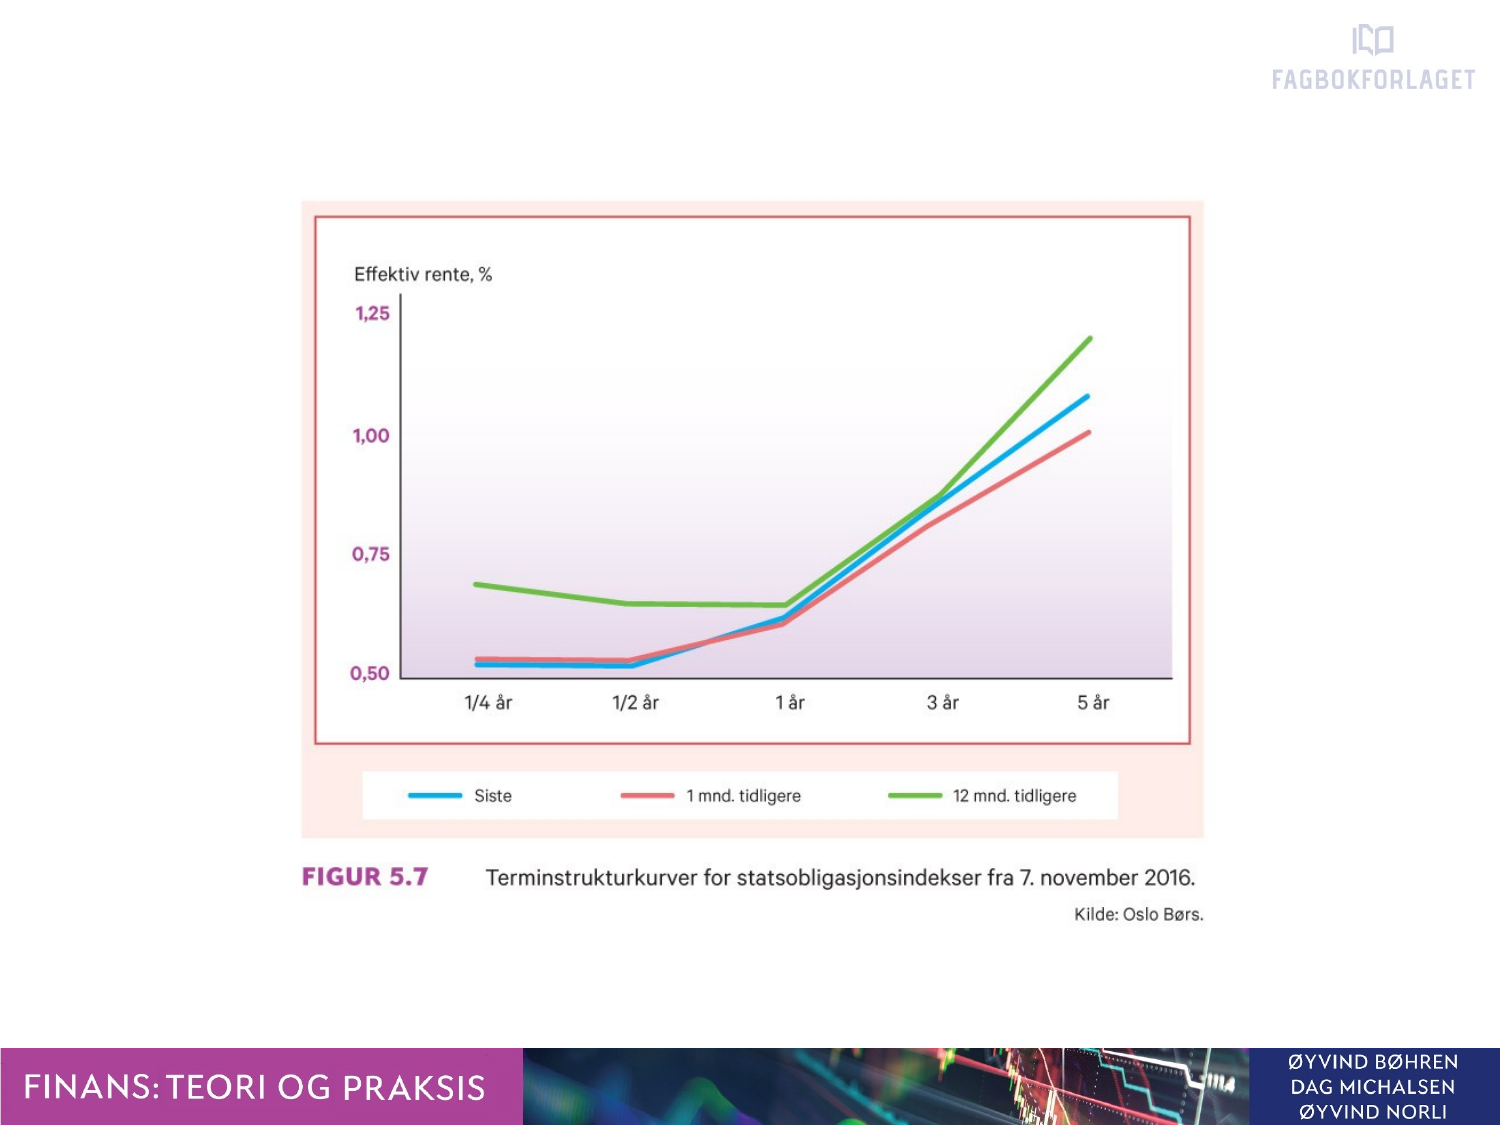 FAGBOKFORLAGET
Effektiv rente, %
1,25
1,00
0,75
0,50
1/4 år 1/2 år 1 år 3 år 5 år
Siste 1 mnd. tidligere 12 mnd. tidligere
FIGUR 5.7 Terminstrukturkurver for statsobligasjonsindekser fra 7. november 2016.
Kilde: Oslo Børs.
FINANS: TEORI OG PRAKSIS
ØYVIND BØHREN
DAG MICHALSEN
ØYVIND NORLI